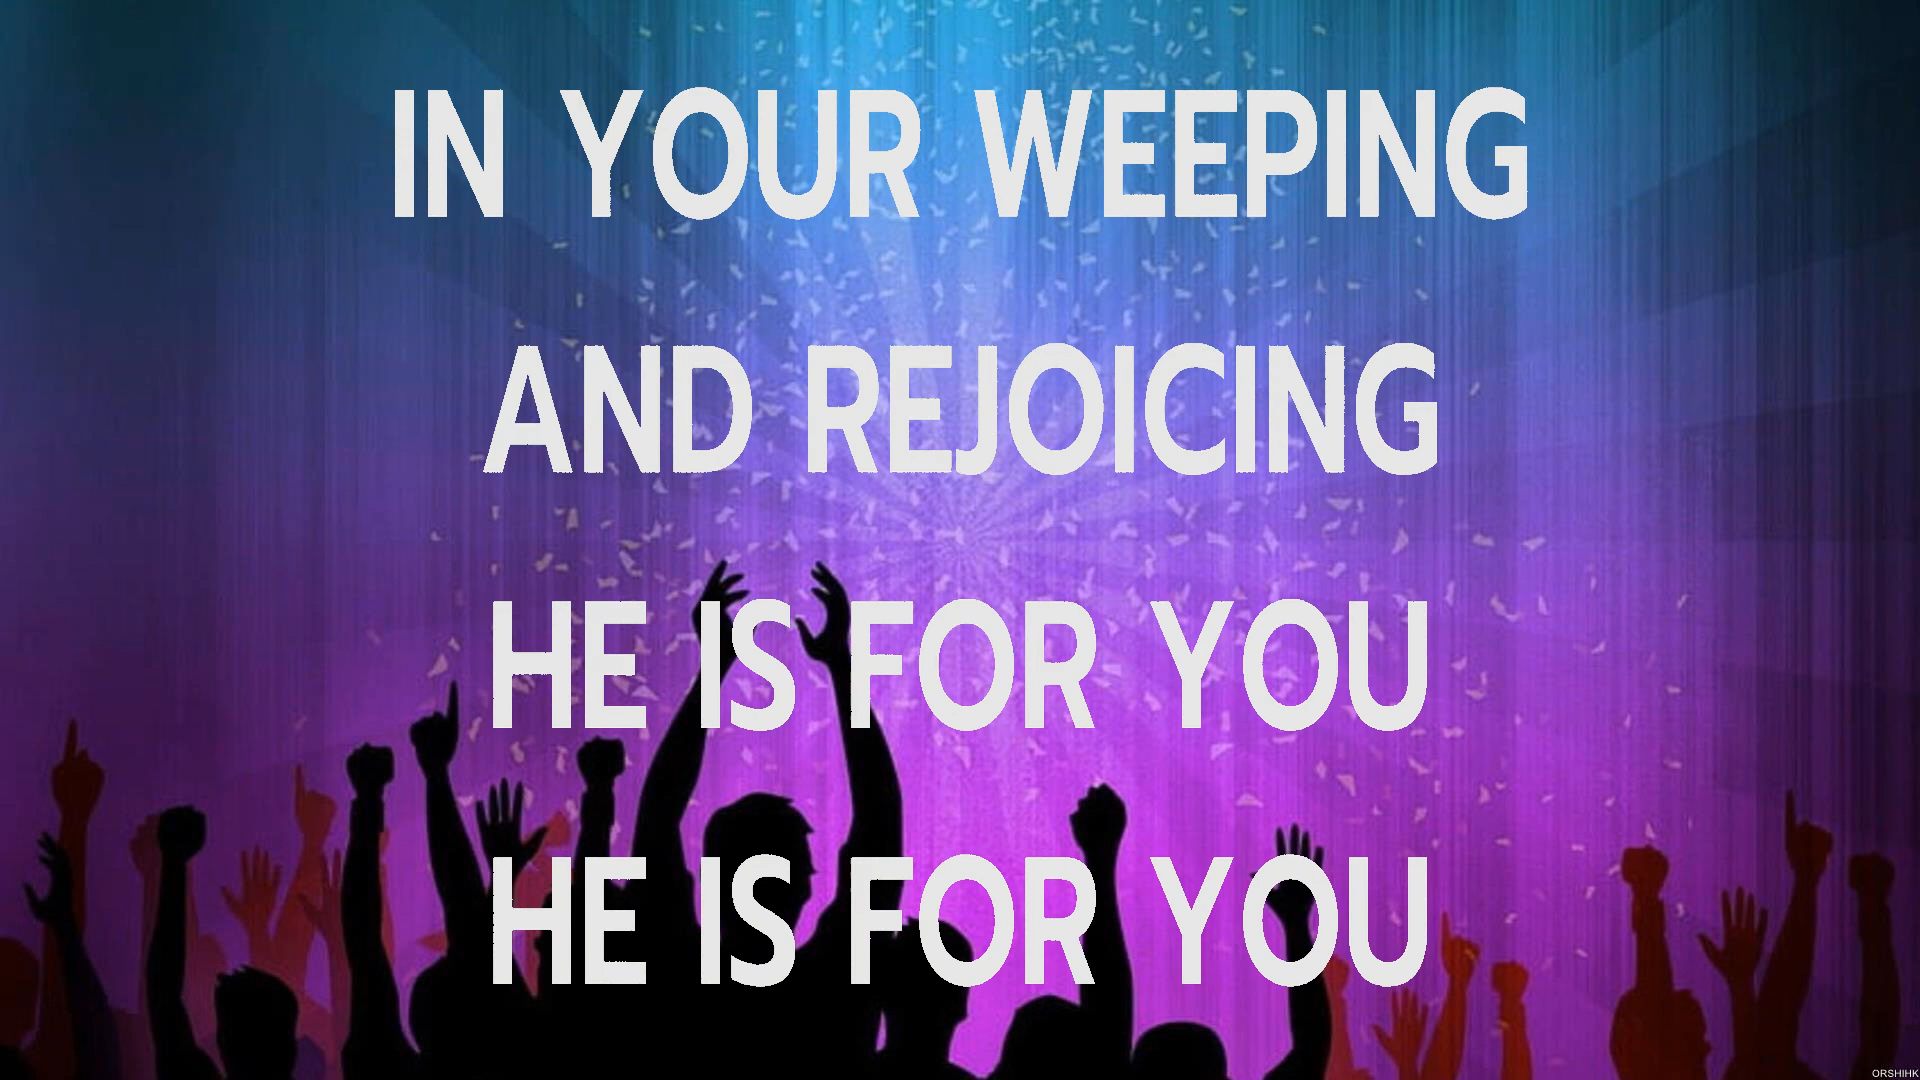 IN YOUR WEEPING
AND REJOICING
HE IS FOR YOU
HE IS FOR YOU
ORSHIHK